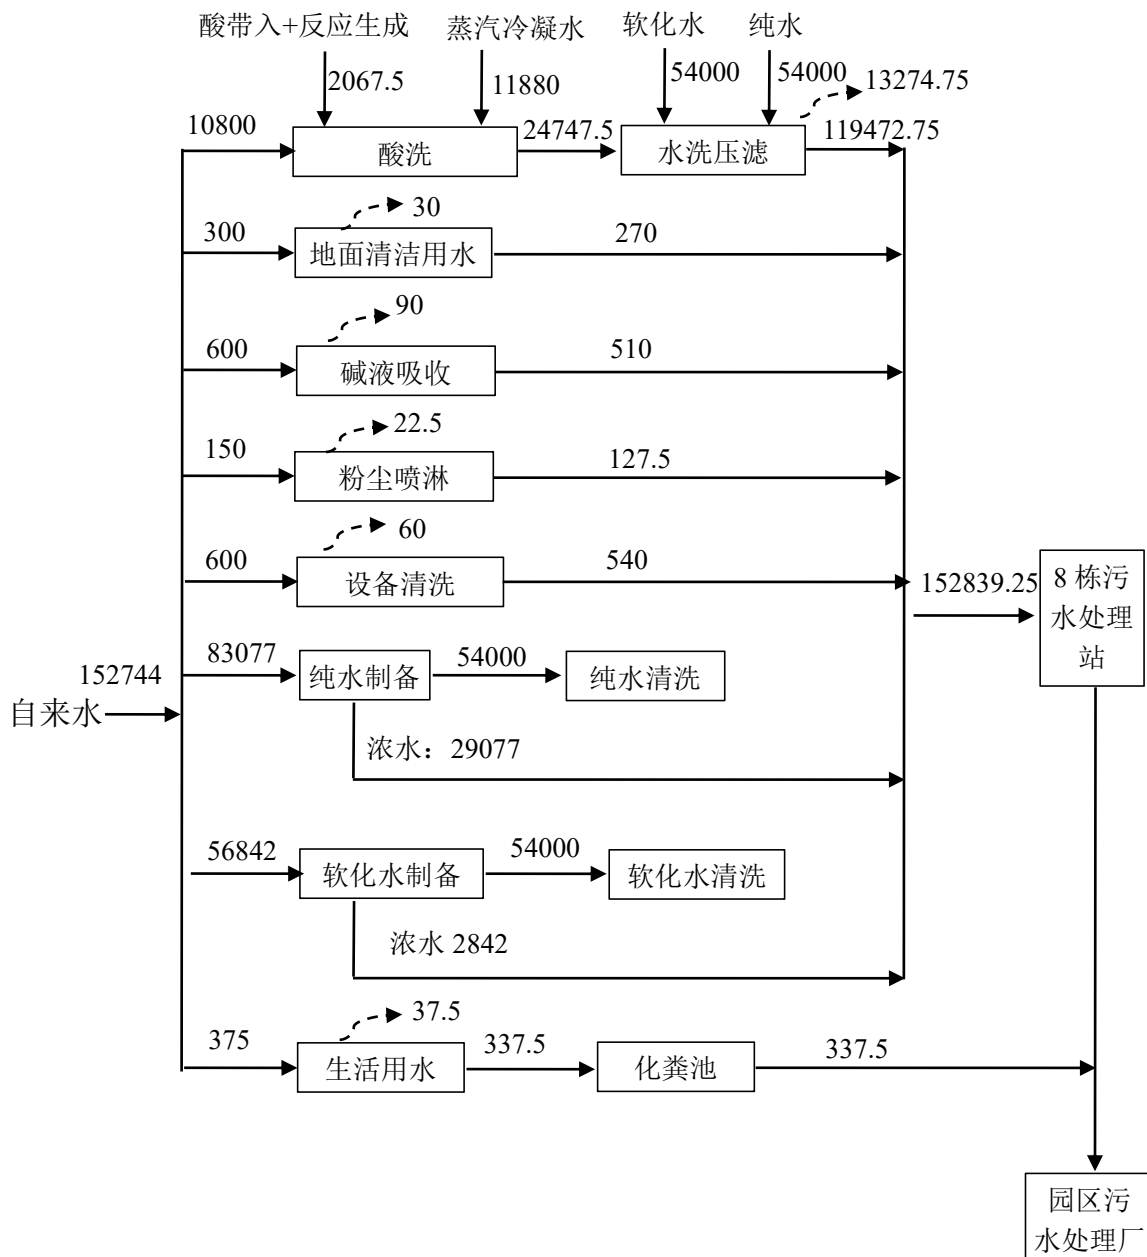 酸带入+反应生成
蒸汽冷凝水
软化水
纯水
2067.5
11880
54000
54000
13274.75
10800
酸洗
24747.5
水洗压滤
119472.75
30
300
地面清洁用水
270
90
600
碱液吸收
510
22.5
150
粉尘喷淋
127.5
60
600
设备清洗
540
152839.25
8 栋污
水处理
站
83077
纯水制备
54000
纯水清洗
152744
自来水
浓水：29077
56842
软化水制备
54000
软化水清洗
浓水 2842
37.5
375
生活用水
337.5
化粪池
337.5
园区污
水处理厂